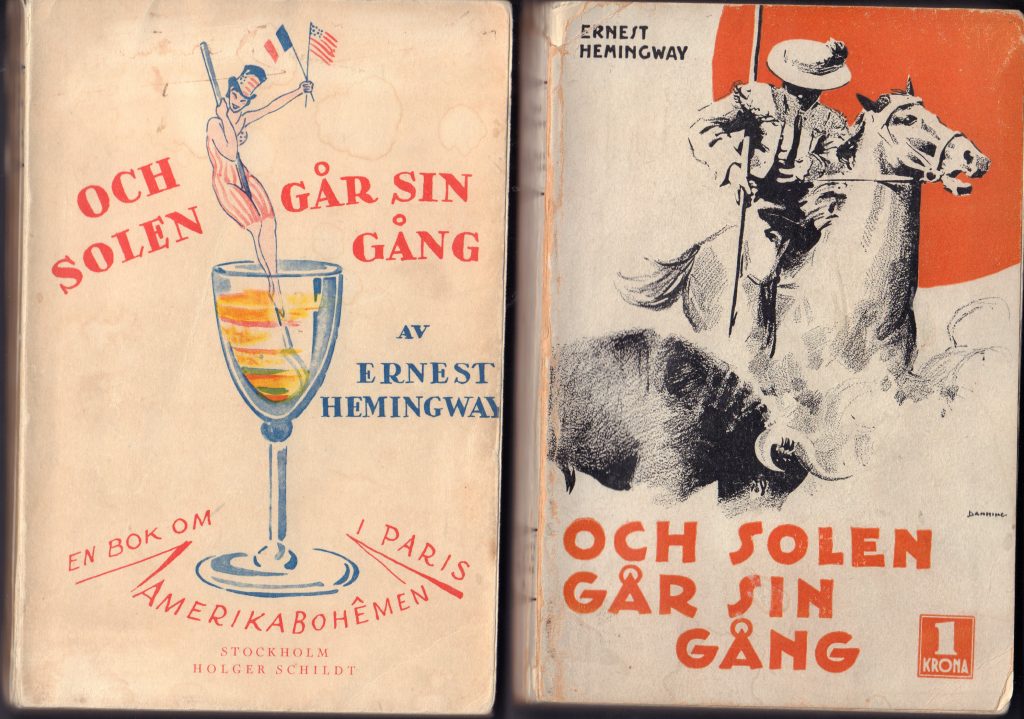 OCH
SOLEN
GÅR SIN
GÅNG
AV
ERNEST
HEMINGWAY
EN BOK OM
AMERIKABOHÊMEN
I PARIS
STOCKHOLM
HOLGER SCHILDT
ERNEST
HEMINGWAY
DANNING
OCH SOLEN
GÅR SIN
GÅNG
1
KRONA